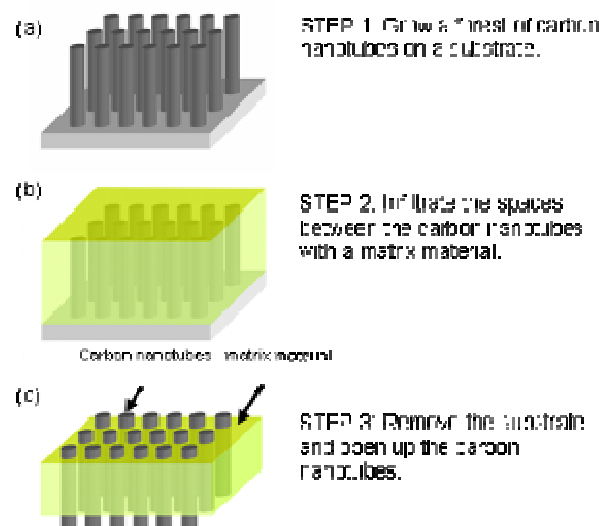 (a)
STEP 1. Grow a forest of carbon
nanotubes on a substrate.
(b)
STEP 2. Infiltrate the spaces
between the carbon nanotubes
with a matrix material.
Carbon nanotubes matrix material
(c)
STEP 3: Remove the substrate
and open up the carbon
nanotubes.